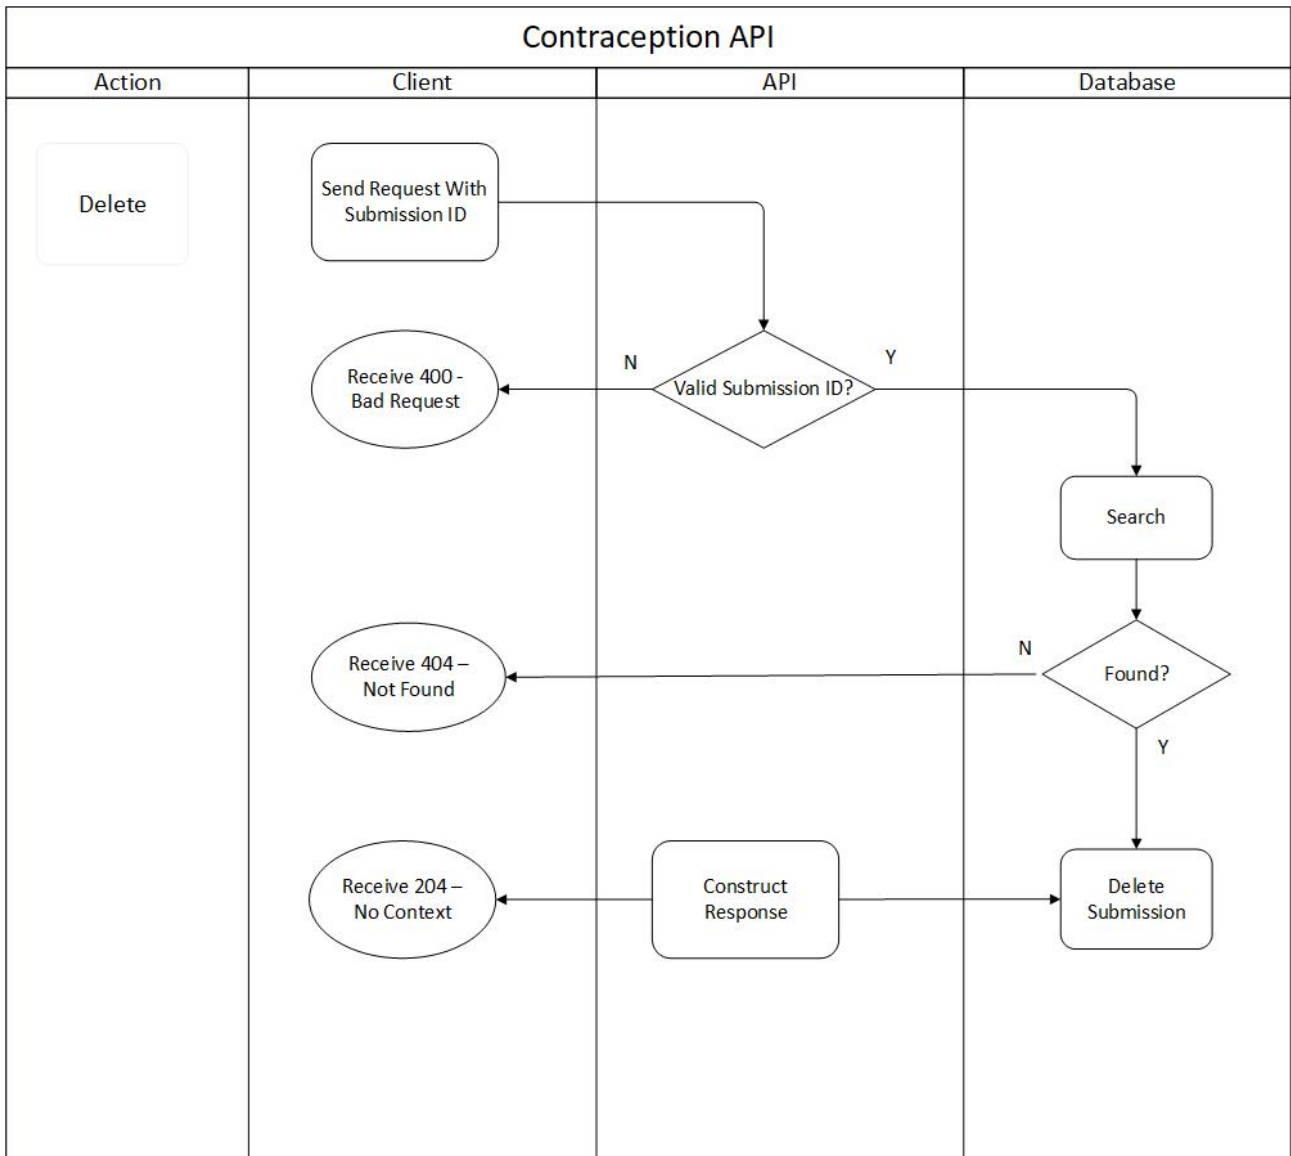 Contraception API
Action
Client
API
Database
Delete
Send Request With
Submission ID
N
Y
Receive 400 -
Bad Request
Valid Submission ID?
Search
N
Receive 404 –
Not Found
Found?
Y
Receive 204 –
No Context
Construct
Response
Delete
Submission